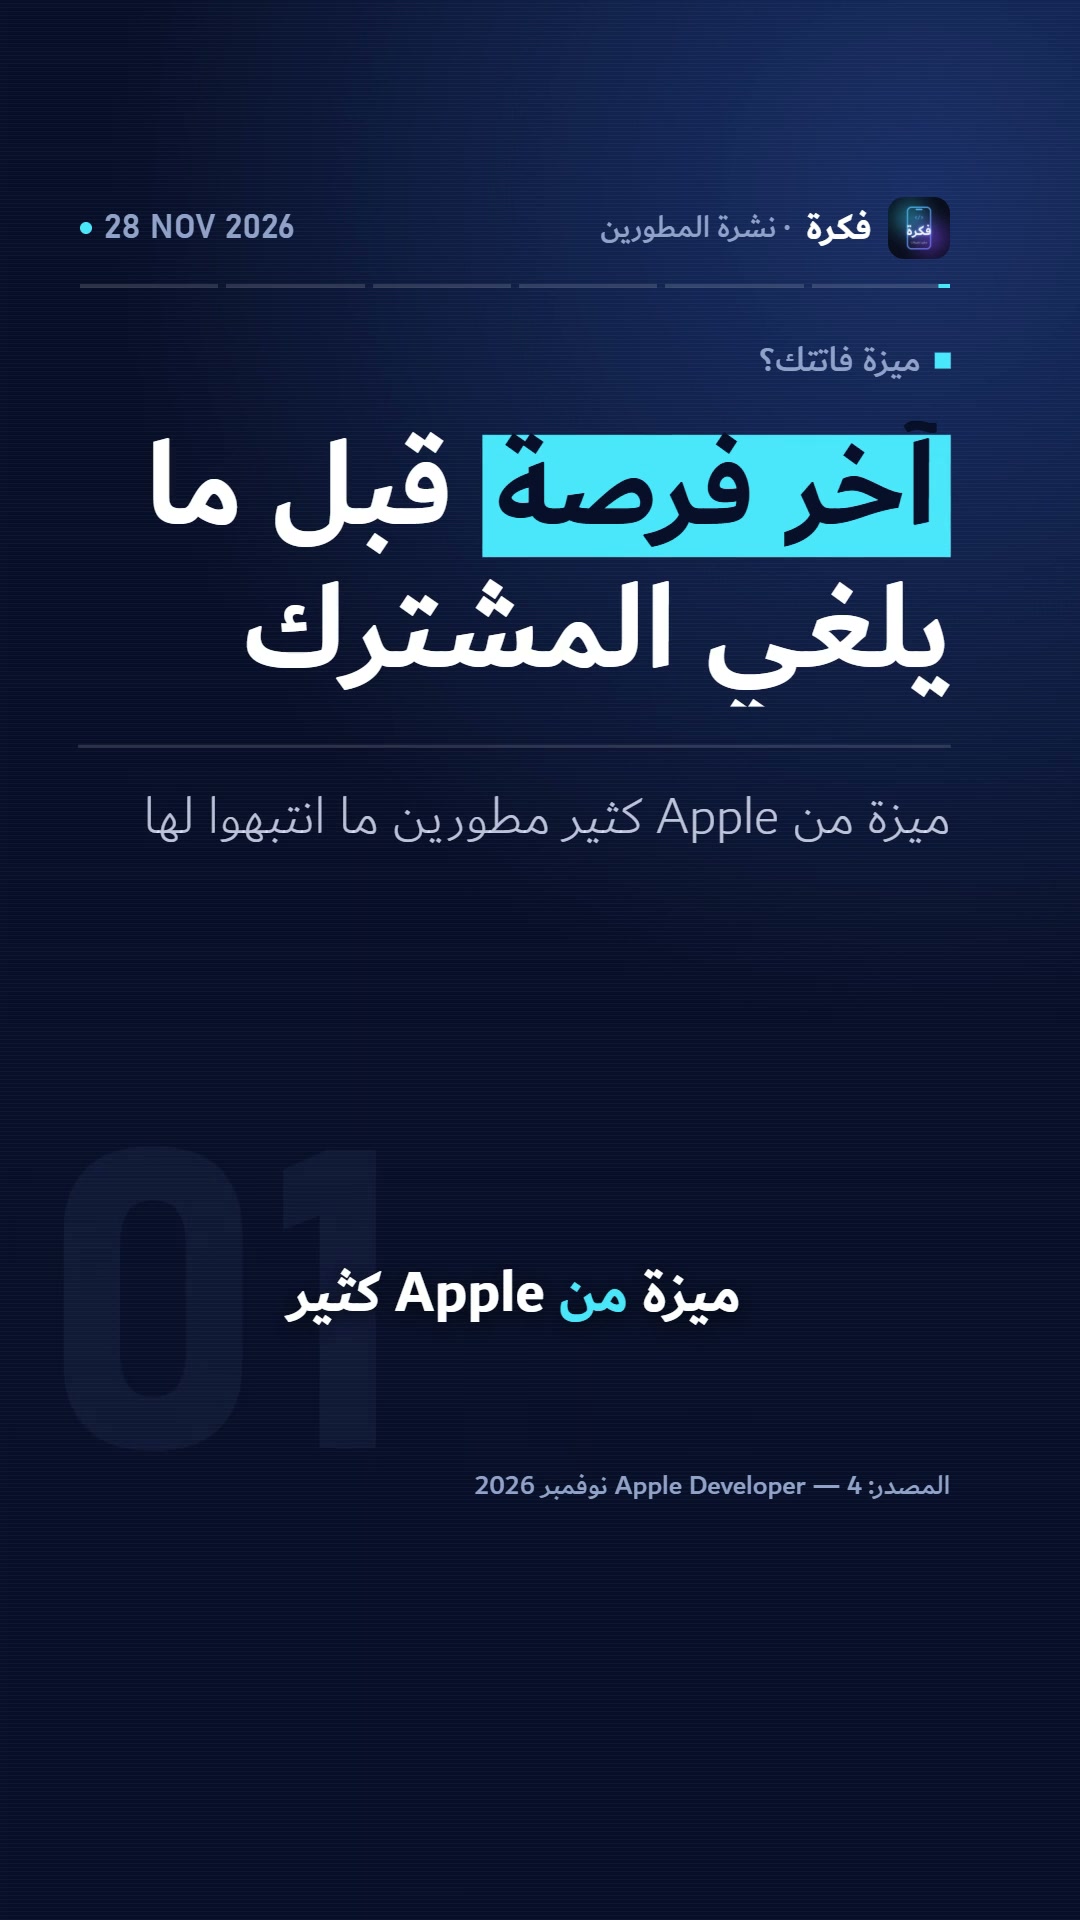 فكرة
فكرة · نشرة المطورين
28 NOV 2026
ميزة فاتتك؟
آخر فرصة قبل ما
يلغي المشترك
ميزة من Apple كثير مطورين ما انتبهوا لها
01
ميزة من Apple كثير
المصدر: Apple Developer — 4 نوفمبر 2026